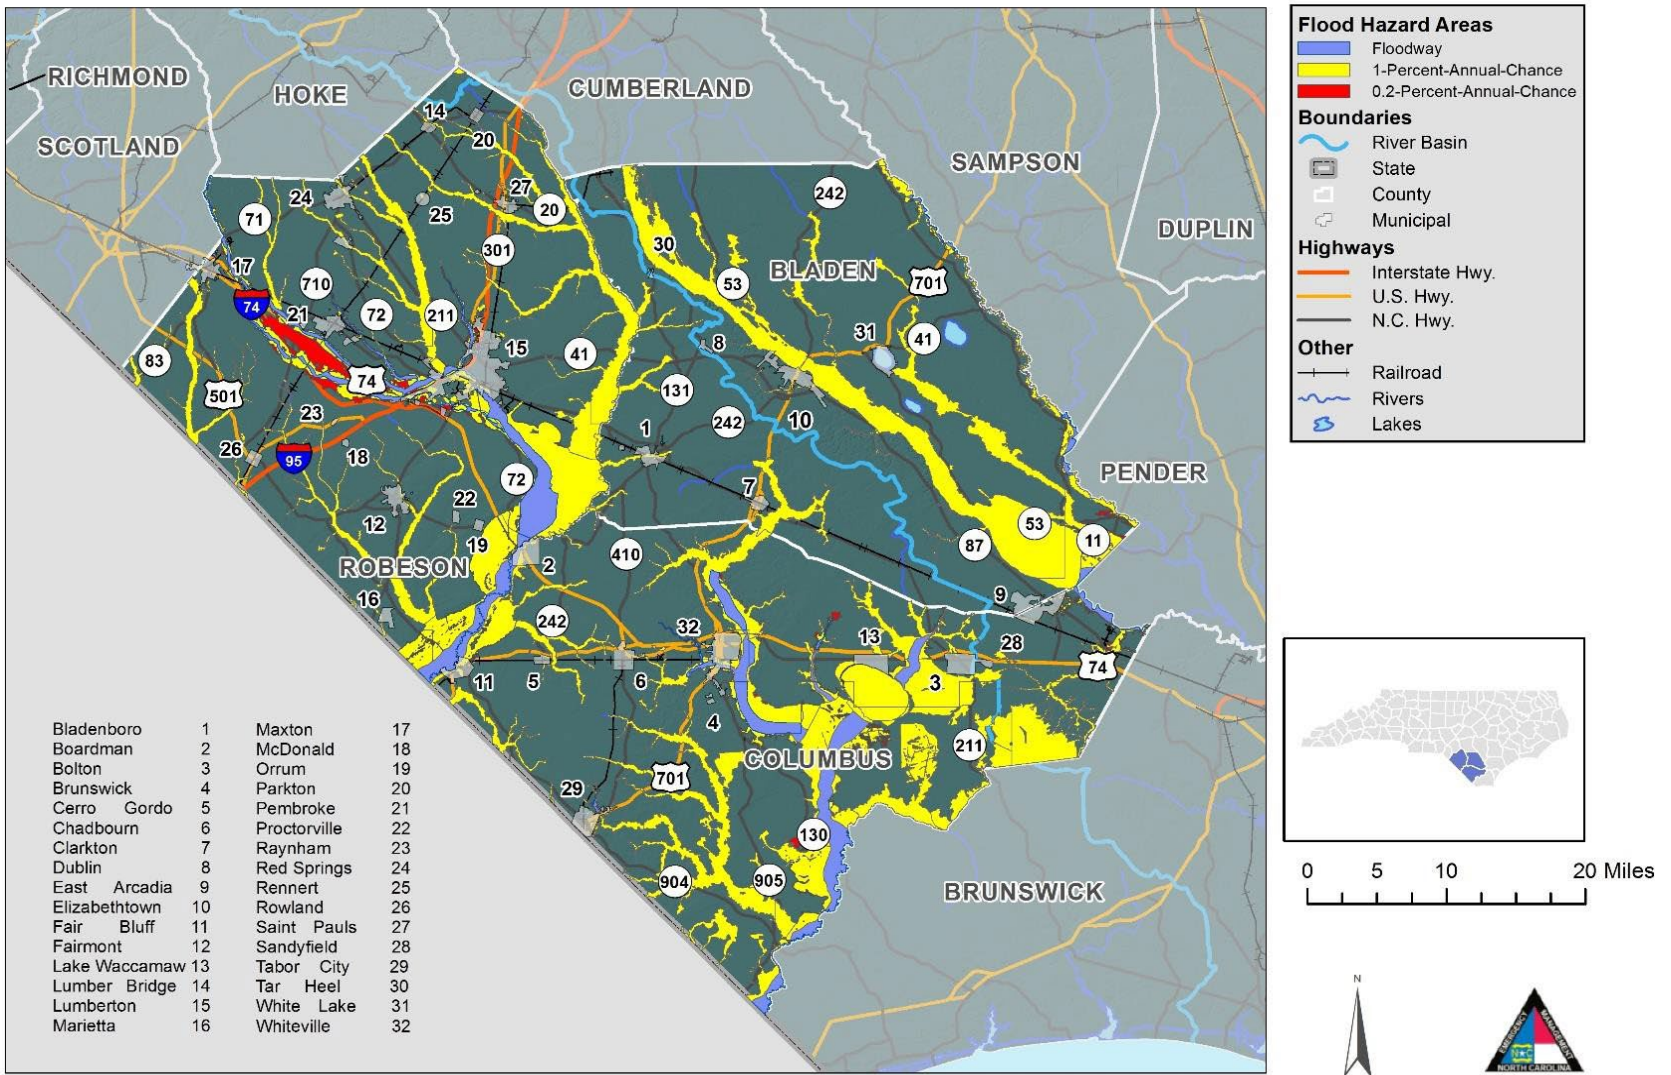 RICHMOND
HOKE
CUMBERLAND
SCOTLAND
SAMPSON
DUPLIN
PENDER
BLADEN
ROBESON
COLUMBUS
BRUNSWICK
14
20
24
25
27
20
71
301
242
30
53
17
74
710
21
72
211
701
31
41
83
15
41
8
74
501
131
23
242
10
1
26
95
18
72
7
22
12
53
87
11
19
410
2
9
16
242
32
13
28
74
11
5
6
3
4
211
701
29
130
904
905
Bladenboro 1 Maxton 17
Boardman 2 McDonald 18
Bolton 3 Orrum 19
Brunswick 4 Parkton 20
Cerro Gordo 5 Pembroke 21
Chadbourn 6 Proctorville 22
Clarkton 7 Raynham 23
Dublin 8 Red Springs 24
East Arcadia 9 Rennert 25
Elizabethtown 10 Rowland 26
Fair Bluff 11 Saint Pauls 27
Fairmont 12 Sandyfield 28
Lake Waccamaw 13 Tabor City 29
Lumber Bridge 14 Tar Heel 30
Lumberton 15 White Lake 31
Marietta 16 Whiteville 32
Flood Hazard Areas
Floodway
1-Percent-Annual-Chance
0.2-Percent-Annual-Chance
Boundaries
River Basin
State
County
Municipal
Highways
Interstate Hwy.
U.S. Hwy.
N.C. Hwy.
Other
Railroad
Rivers
Lakes
0 5 10 20 Miles
N
EMERGENCY
MANAGEMENT
NC
NORTH CAROLINA